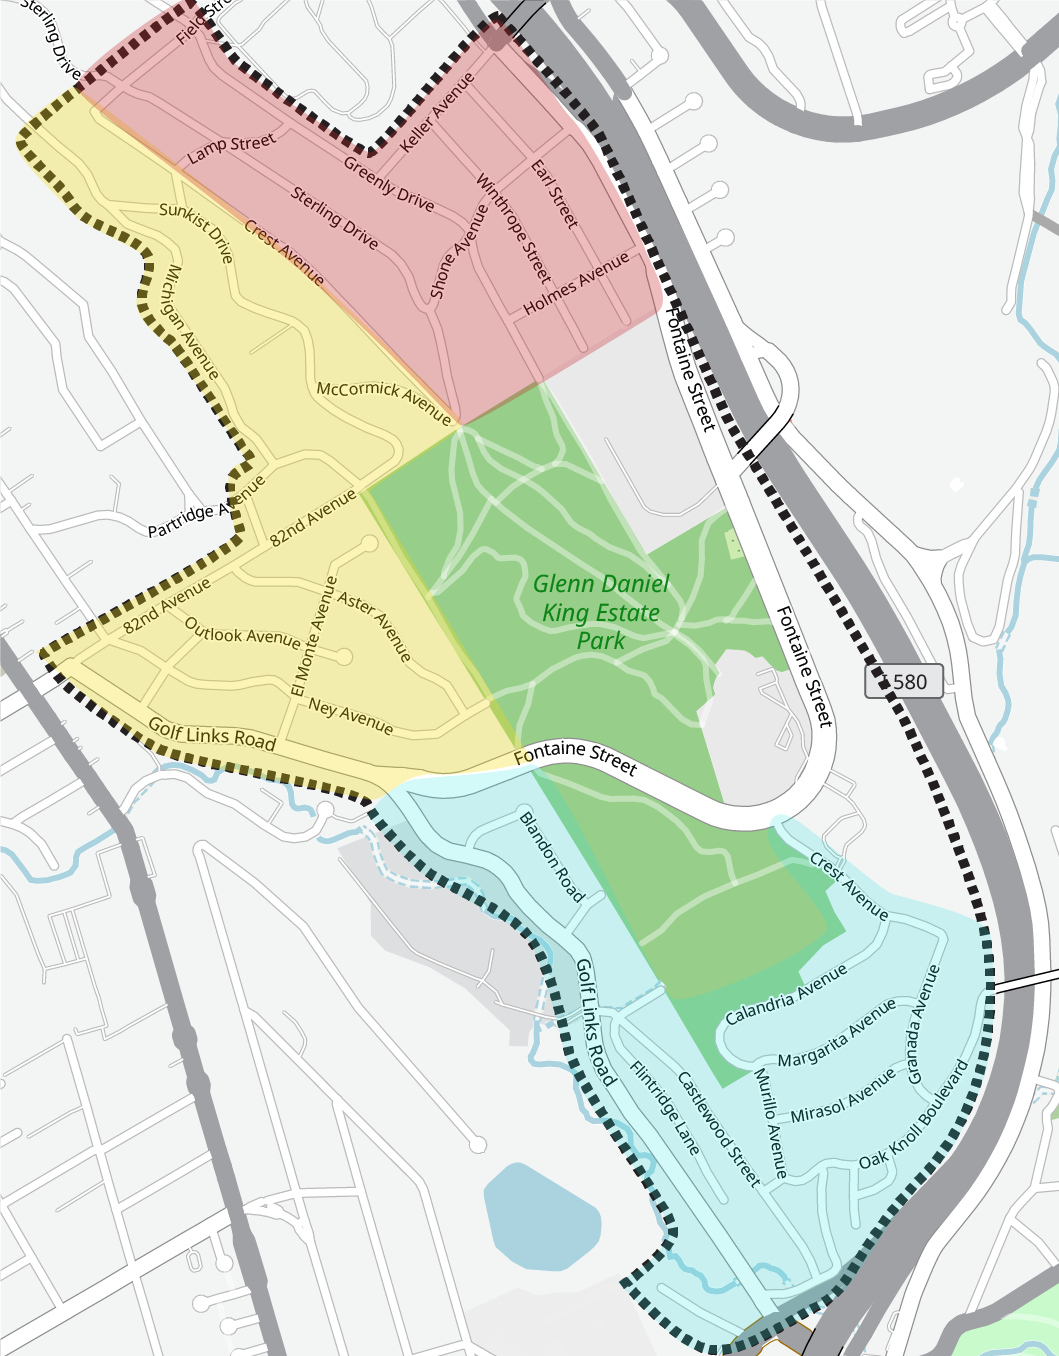 Sterling Drive
Field Stre
Keller Avenue
Lamp Street
Greenly Drive
Earl Street
Winthrope Street
Sterling Drive
Sunkist Drive
Crest Avenue
Shone Avenue
Holmes Avenue
Michigan Avenue
Fontaine Street
McCormick Avenue
Partridge Avenue
82nd Avenue
82nd Avenue
Glenn Daniel
King Estate
Park
Aster Avenue
El Monte Avenue
Outlook Avenue
Fontaine Street
580
Ney Avenue
Golf Links Road
Fontaine Street
Blandon Road
Crest Avenue
Golf Links Road
Calandria Avenue
Margarita Avenue
Granada Avenue
Flintridge Lane
Castlewood Street
Murillo Avenue
Mirasol Avenue
Oak Knoll Boulevard